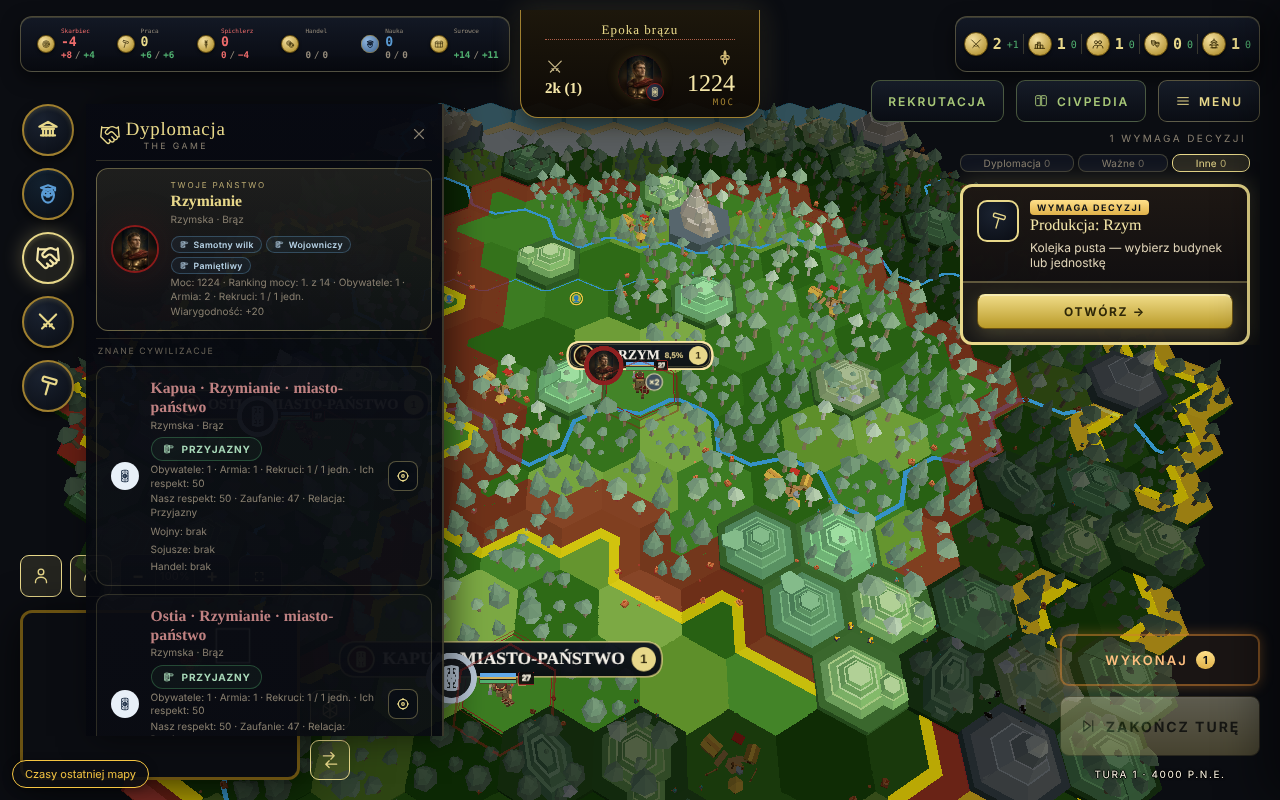 Skarbiec
-4
+8 / +4
Praca
0
+6 / +6
Spichlerz
0
0 / -4
Handel
0 / 0
Nauka
0
0 / 0
Surowce
+14 / +11
Epoka brązu
2k (1)
1224
MOC
2 +1
1 0
1 0
0 0
1 0
REKRUTACJA
CIVPEDIA
MENU
1 WYMAGA DECYZJI
Dyplomacja 0
Ważne 0
Inne 0
WYMAGA DECYZJI
Produkcja: Rzym
Kolejka pusta — wybierz budynek
lub jednostkę
OTWÓRZ →
Dyplomacja
THE GAME
TWOJE PAŃSTWO
Rzymianie
Rzymska · Brąz
Samotny wilk
Wojowniczy
Pamiętliwy
Moc: 1224 · Ranking mocy: 1. z 14 · Obywatele: 1 ·
Armia: 2 · Rekruci: 1 / 1 jedn.
Wiarygodność: +20
ZNANE CYWILIZACJE
Kapua · Rzymianie · miasto-
państwo
Rzymska · Brąz
PRZYJAZNY
Obywatele: 1 · Armia: 1 · Rekruci: 1 / 1 jedn. · Ich
respekt: 50
Nasz respekt: 50 · Zaufanie: 47 · Relacja:
Przyjazny
Wojny: brak
Sojusze: brak
Handel: brak
Ostia · Rzymianie · miasto-
państwo
Rzymska · Brąz
PRZYJAZNY
Obywatele: 1 · Armia: 1 · Rekruci: 1 / 1 jedn. · Ich
respekt: 50
Nasz respekt: 50 · Zaufanie: 47 · Relacja:
RZYM 8,5% 1
27
×2
MIASTO-PAŃSTWO 1
27
WYKONAJ 1
ZAKOŃCZ TURĘ
TURA 1 · 4000 P.N.E.
Czasy ostatniej mapy